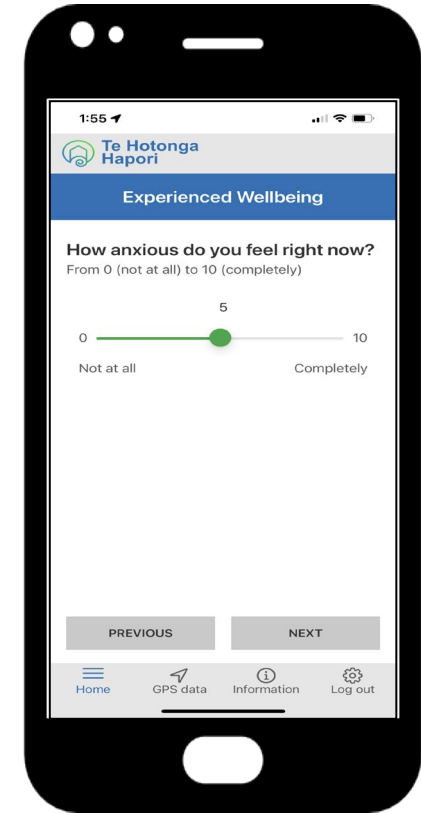 1:55
Te Hotonga
Hapori
Experienced Wellbeing
How anxious do you feel right now?
From 0 (not at all) to 10 (completely)
5
0 10
Not at all Completely
PREVIOUS NEXT
Home GPS data Information Log out